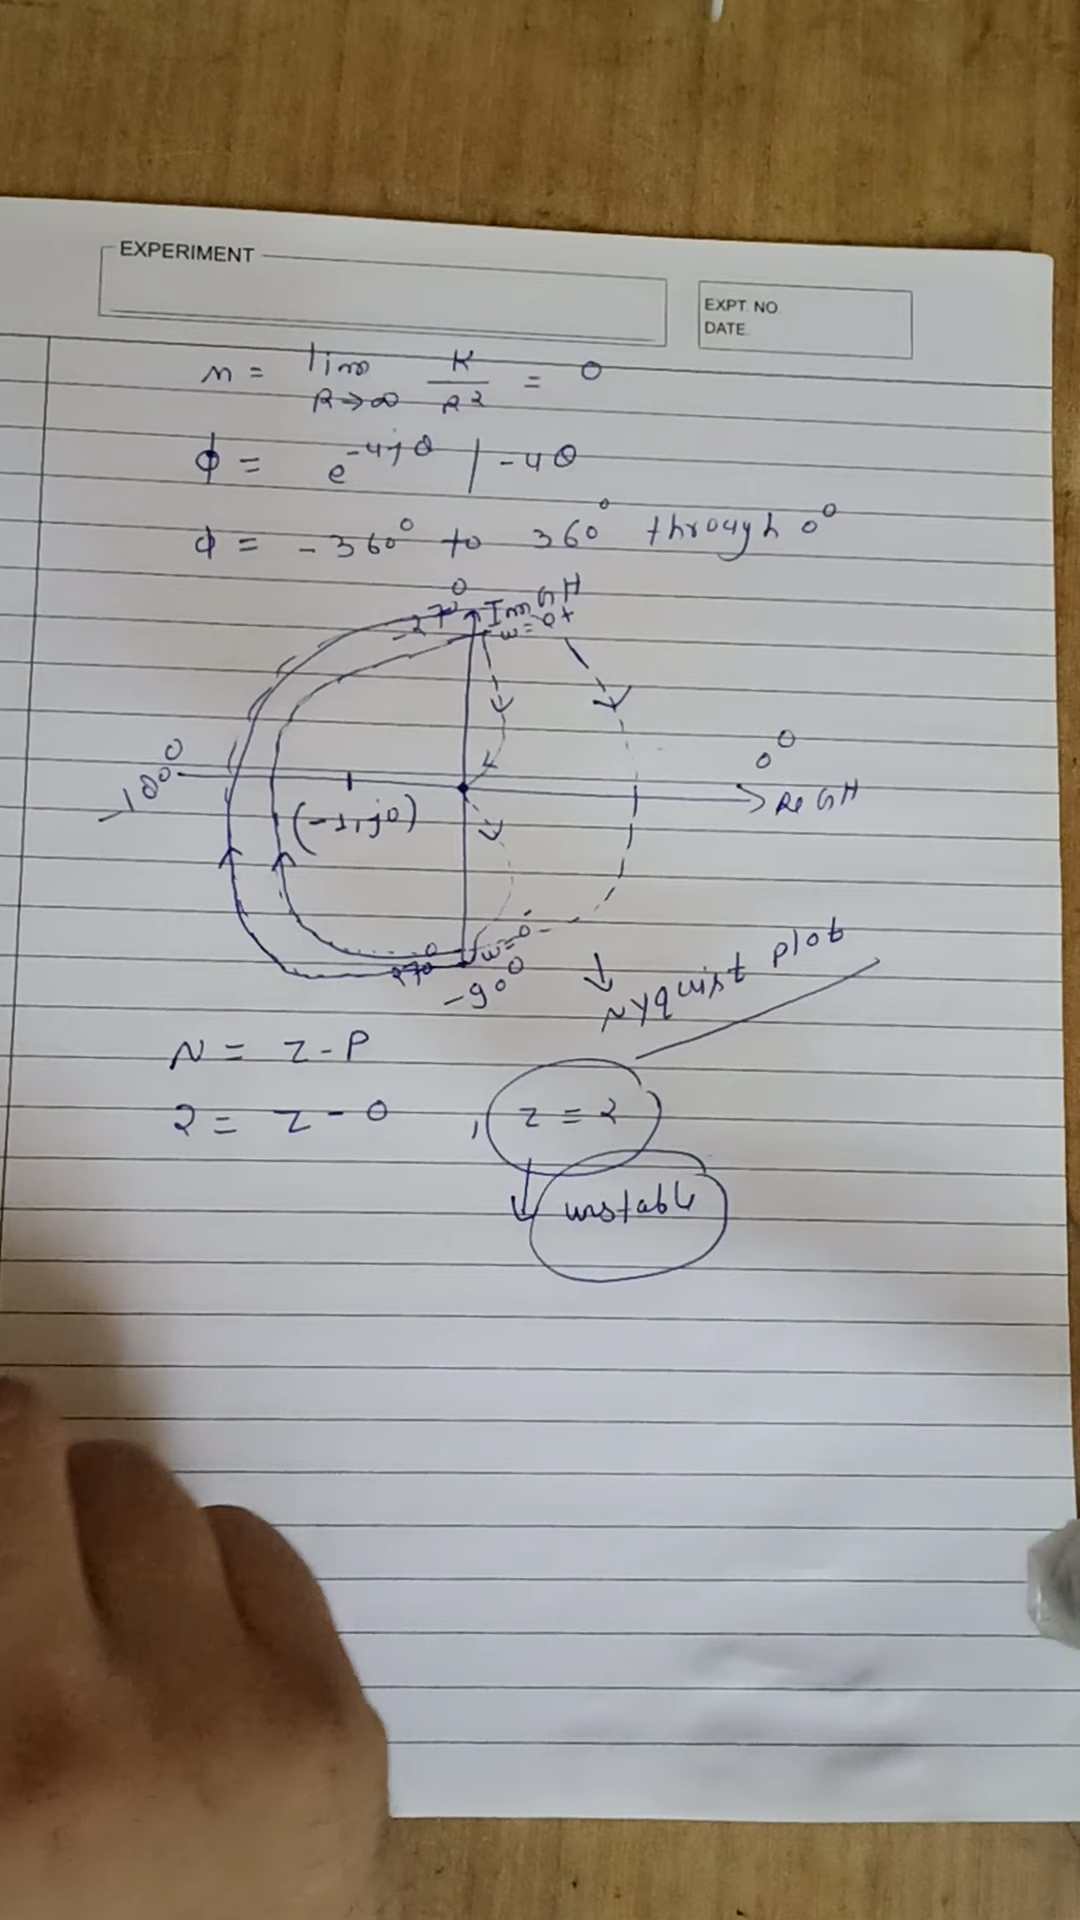 EXPERIMENT
EXPT. NO.
DATE.
m = lim R→∞ K/R² = 0
ϕ = e^-4jθ | -4θ
ϕ = -360° to 360° through 0°
-270° Im GH
w=0+
-180° 0°
Re GH
(-1, j0)
270° w=0-
-90°
↓ Nyquist plot
N = Z - P
2 = Z - 0 , Z = 2
↓ unstable